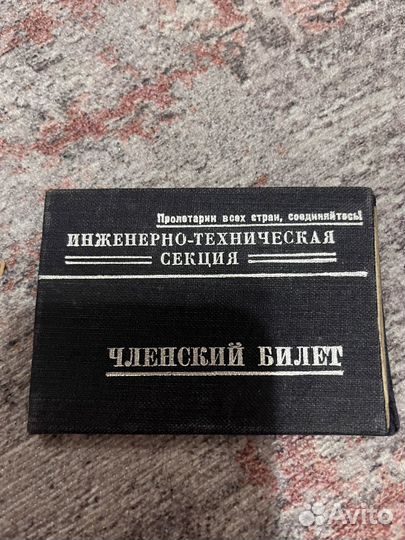 Пролетарии всех стран, соединяйтесь!
ИНЖЕНЕРНО-ТЕХНИЧЕСКАЯ
СЕКЦИЯ
ЧЛЕНСКИЙ БИЛЕТ
Avito